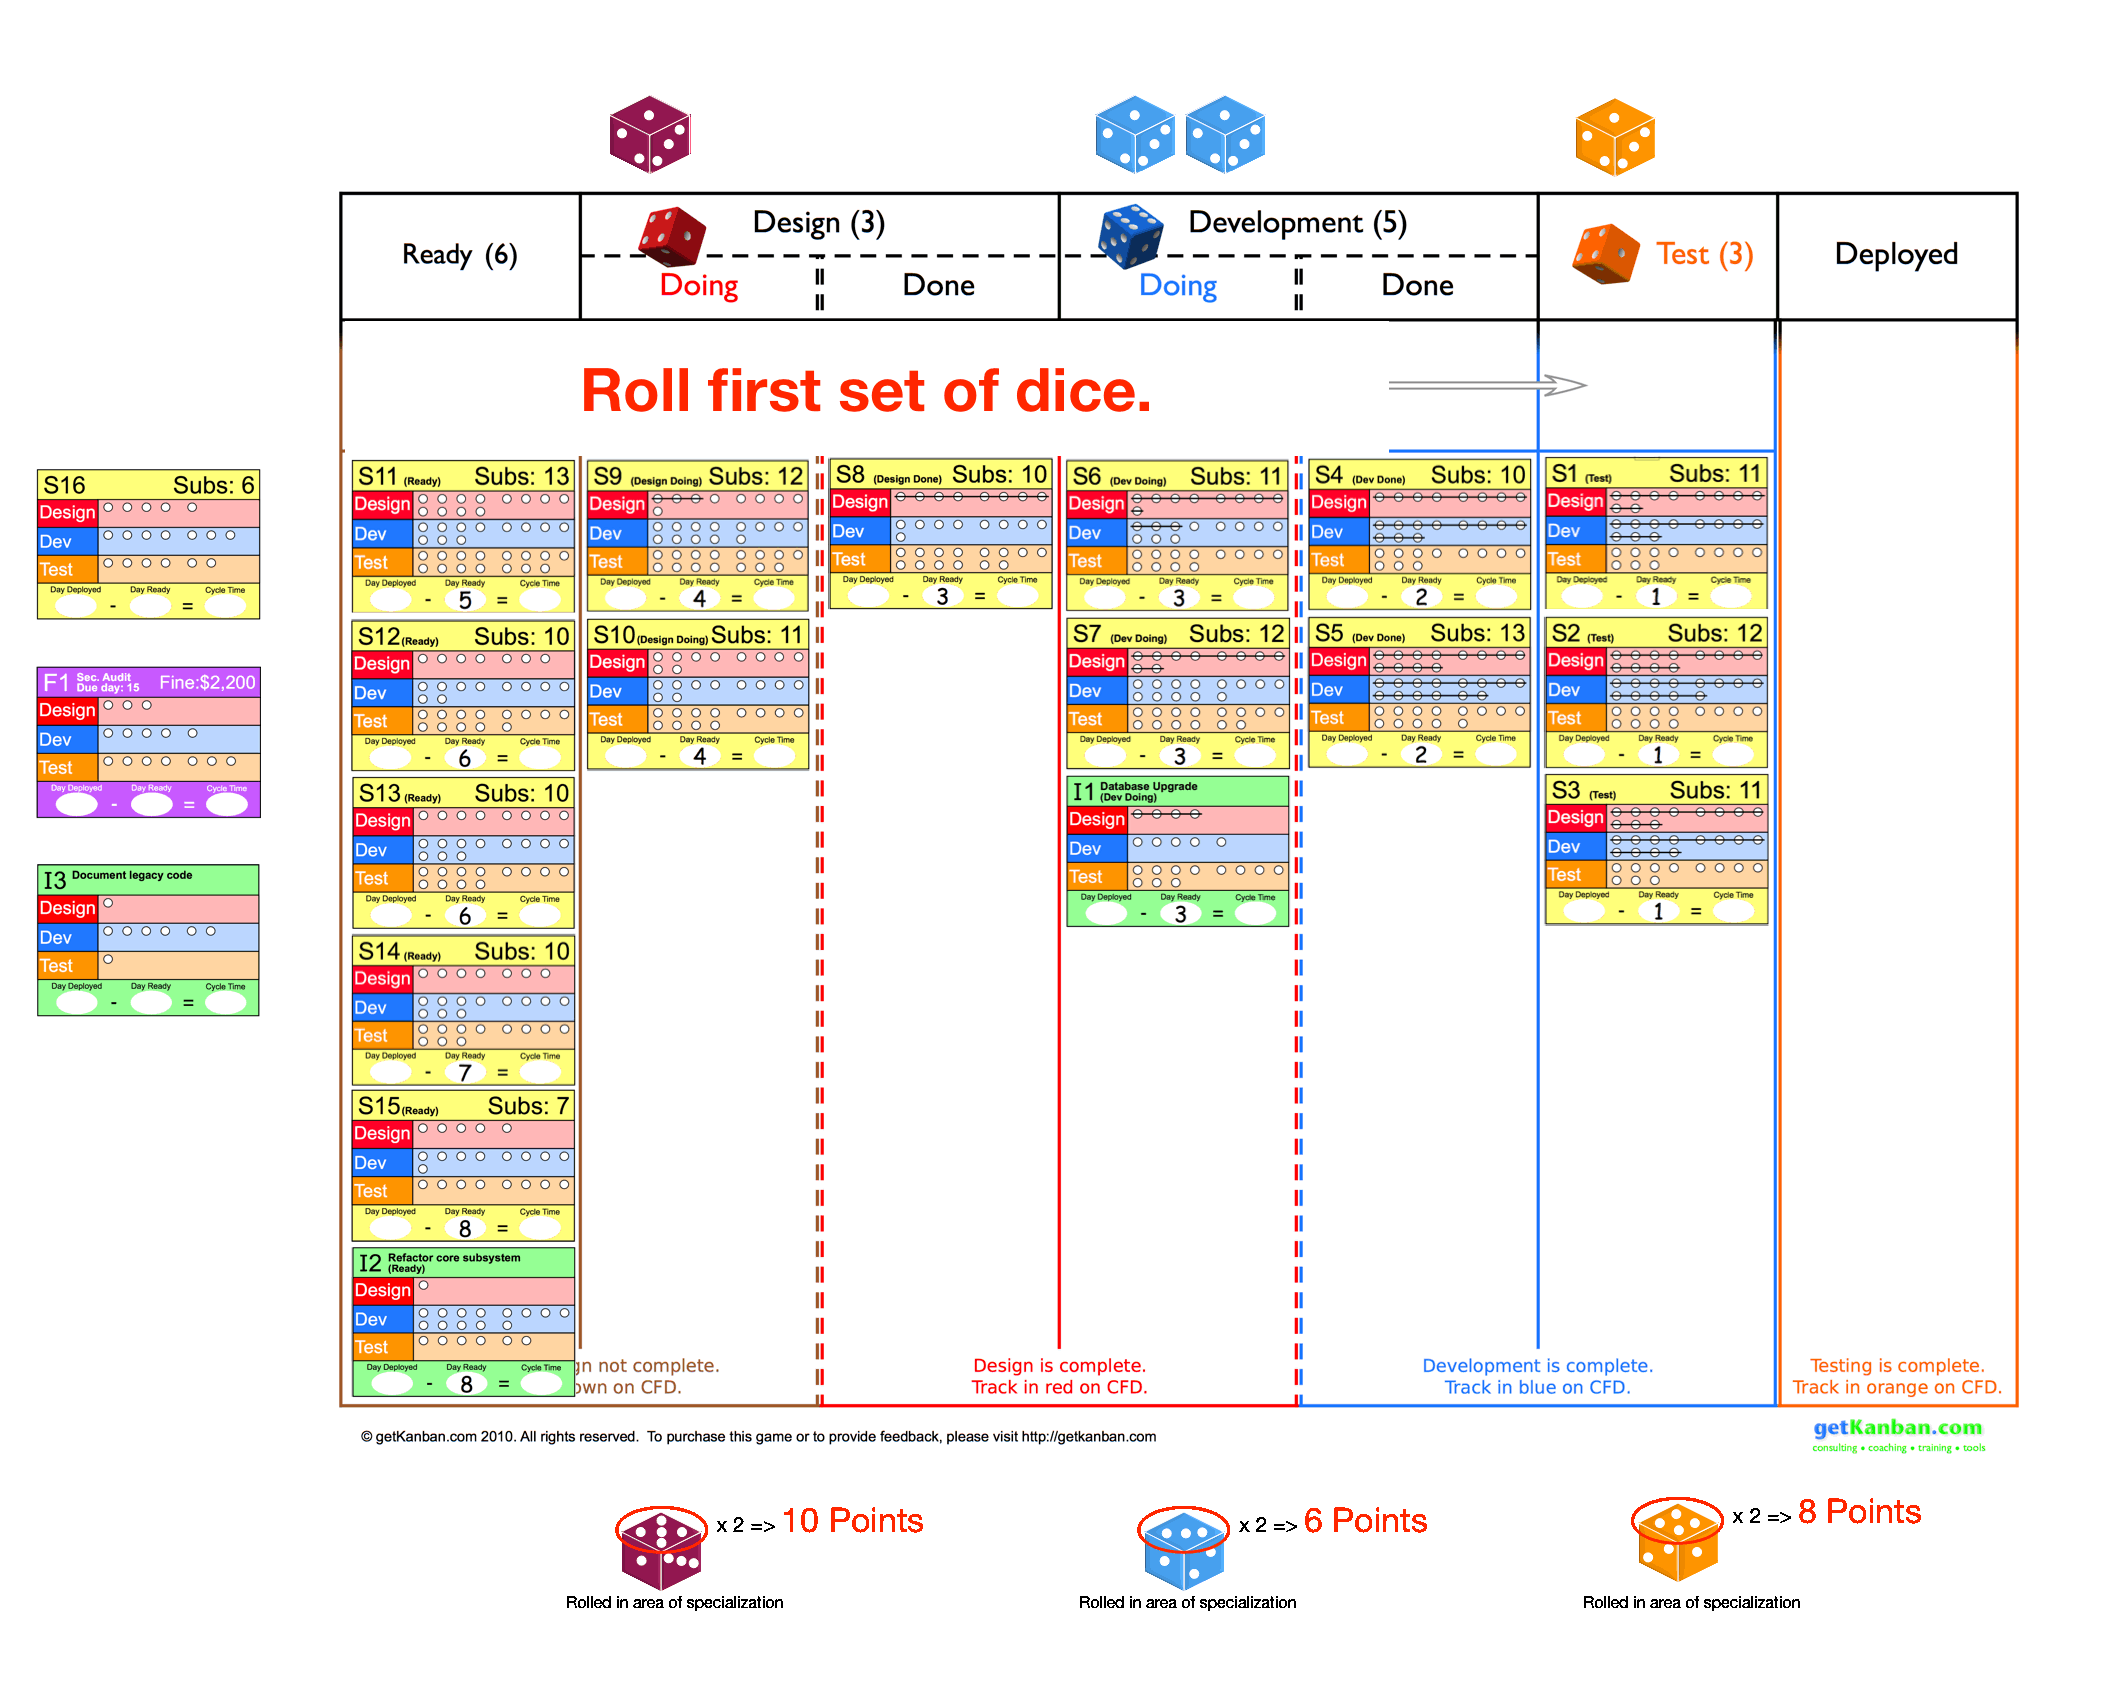 Ready (6)
Design (3)
Doing
Done
Development (5)
Doing
Done
Test (3)
Deployed
Roll first set of dice.
S16 Subs: 6
Design
Dev
Test
Day Deployed Day Ready Cycle Time
- =
F1 Sec. Audit
Due day: 15
Fine:$2,200
Design
Dev
Test
Day Deployed Day Ready Cycle Time
- =
I3 Document legacy code
Design
Dev
Test
Day Deployed Day Ready Cycle Time
- =
S11 (Ready) Subs: 13
Design
Dev
Test
Day Deployed Day Ready Cycle Time
- 5 =
S12 (Ready) Subs: 10
Design
Dev
Test
Day Deployed Day Ready Cycle Time
- 6 =
S13 (Ready) Subs: 10
Design
Dev
Test
Day Deployed Day Ready Cycle Time
- 6 =
S14 (Ready) Subs: 10
Design
Dev
Test
Day Deployed Day Ready Cycle Time
- 7 =
S15 (Ready) Subs: 7
Design
Dev
Test
Day Deployed Day Ready Cycle Time
- 8 =
I2 Refactor core subsystem
(Ready)
Design
Dev
Test
Day Deployed Day Ready Cycle Time
- 8 =
S9 (Design Doing) Subs: 12
Design
Dev
Test
Day Deployed Day Ready Cycle Time
- 4 =
S10 (Design Doing) Subs: 11
Design
Dev
Test
Day Deployed Day Ready Cycle Time
- 4 =
S8 (Design Done) Subs: 10
Design
Dev
Test
Day Deployed Day Ready Cycle Time
- 3 =
S6 (Dev Doing) Subs: 11
Design
Dev
Test
Day Deployed Day Ready Cycle Time
- 3 =
S7 (Dev Doing) Subs: 12
Design
Dev
Test
Day Deployed Day Ready Cycle Time
- 3 =
I1 Database Upgrade
(Dev Doing)
Design
Dev
Test
Day Deployed Day Ready Cycle Time
- 3 =
S4 (Dev Done) Subs: 10
Design
Dev
Test
Day Deployed Day Ready Cycle Time
- 2 =
S5 (Dev Done) Subs: 13
Design
Dev
Test
Day Deployed Day Ready Cycle Time
- 2 =
S1 (Test) Subs: 11
Design
Dev
Test
Day Deployed Day Ready Cycle Time
- 1 =
S2 (Test) Subs: 12
Design
Dev
Test
Day Deployed Day Ready Cycle Time
- 1 =
S3 (Test) Subs: 11
Design
Dev
Test
Day Deployed Day Ready Cycle Time
- 1 =
gn not complete.
own on CFD.
Design is complete.
Track in red on CFD.
Development is complete.
Track in blue on CFD.
Testing is complete.
Track in orange on CFD.
© getKanban.com 2010. All rights reserved. To purchase this game or to provide feedback, please visit http://getkanban.com
getKanban.com
consulting • coaching • training • tools
x 2 => 10 Points
Rolled in area of specialization
x 2 => 6 Points
Rolled in area of specialization
x 2 => 8 Points
Rolled in area of specialization